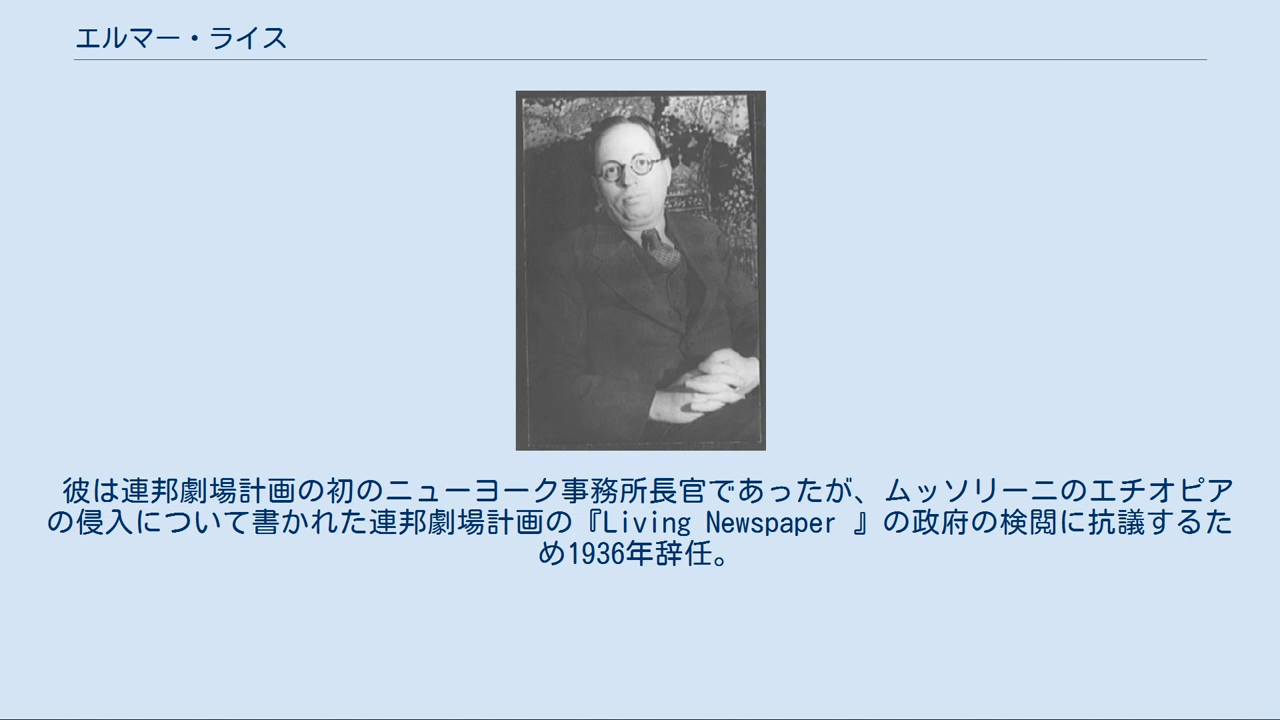 エルマー・ライス
彼は連邦劇場計画の初のニューヨーク事務所長官であったが、ムッソリーニのエチオピア
の侵入について書かれた連邦劇場計画の『Living Newspaper 』の政府の検閲に抗議するた
め1936年辞任。